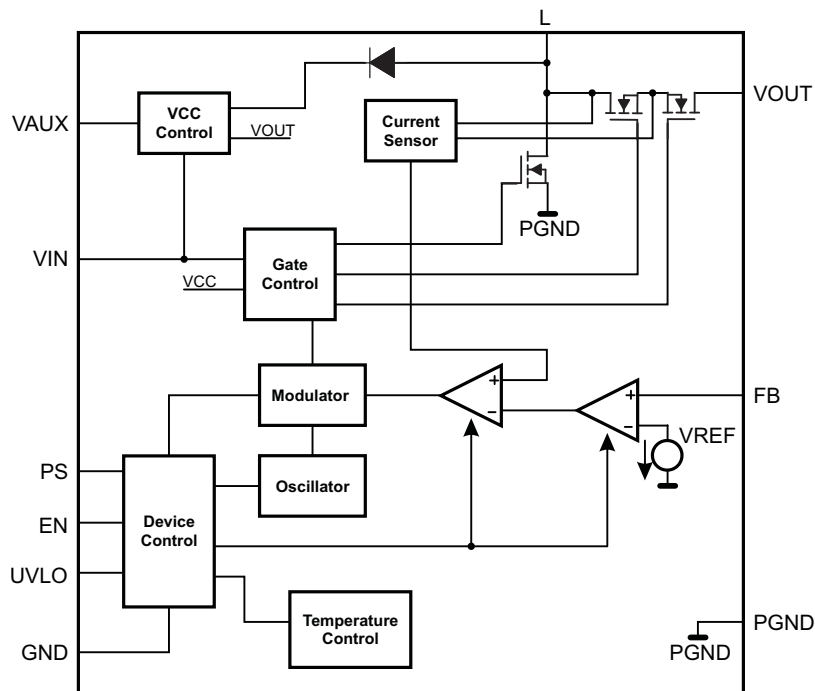 L
VCC
Control
VOUT
Current
Sensor
VAUX
VOUT
PGND
VIN
Gate
Control
VCC
Modulator
+
−
+
−
FB
VREF
PS
Oscillator
EN
Device
Control
UVLO
Temperature
Control
GND
PGND
PGND